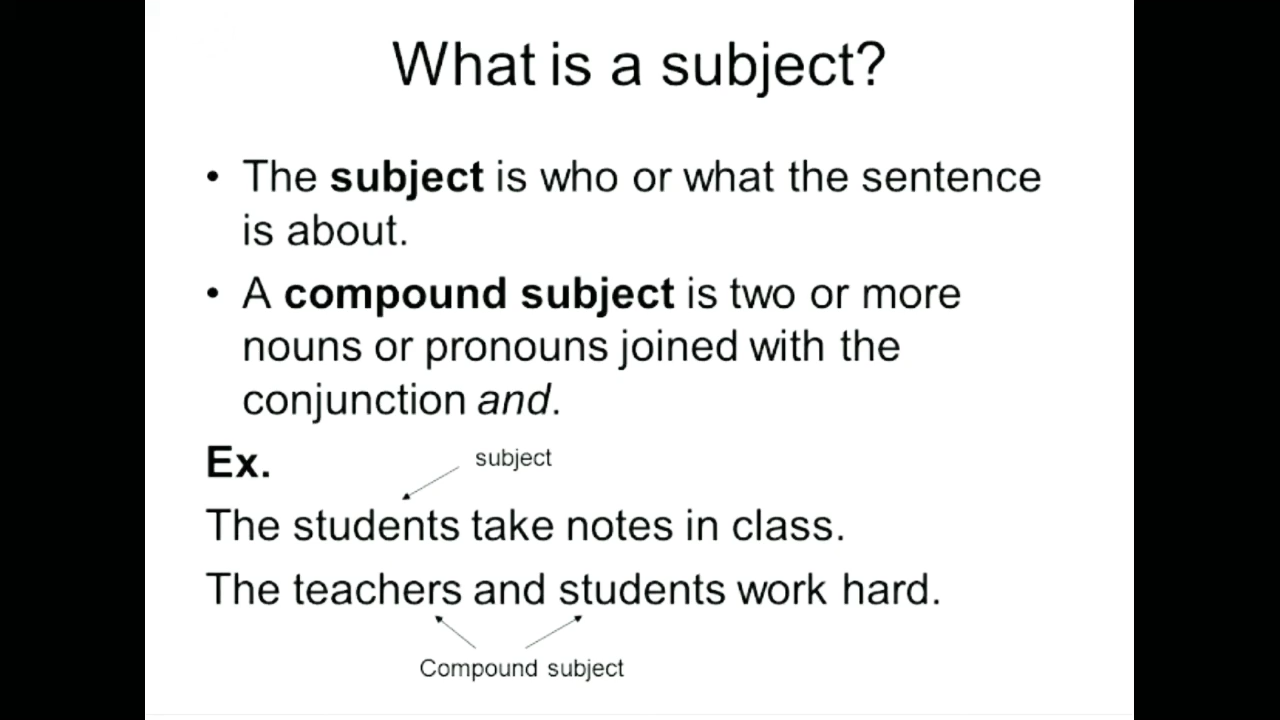 What is a subject?
• The subject is who or what the sentence
is about.
• A compound subject is two or more
nouns or pronouns joined with the
conjunction and.
Ex.
subject
The students take notes in class.
The teachers and students work hard.
Compound subject